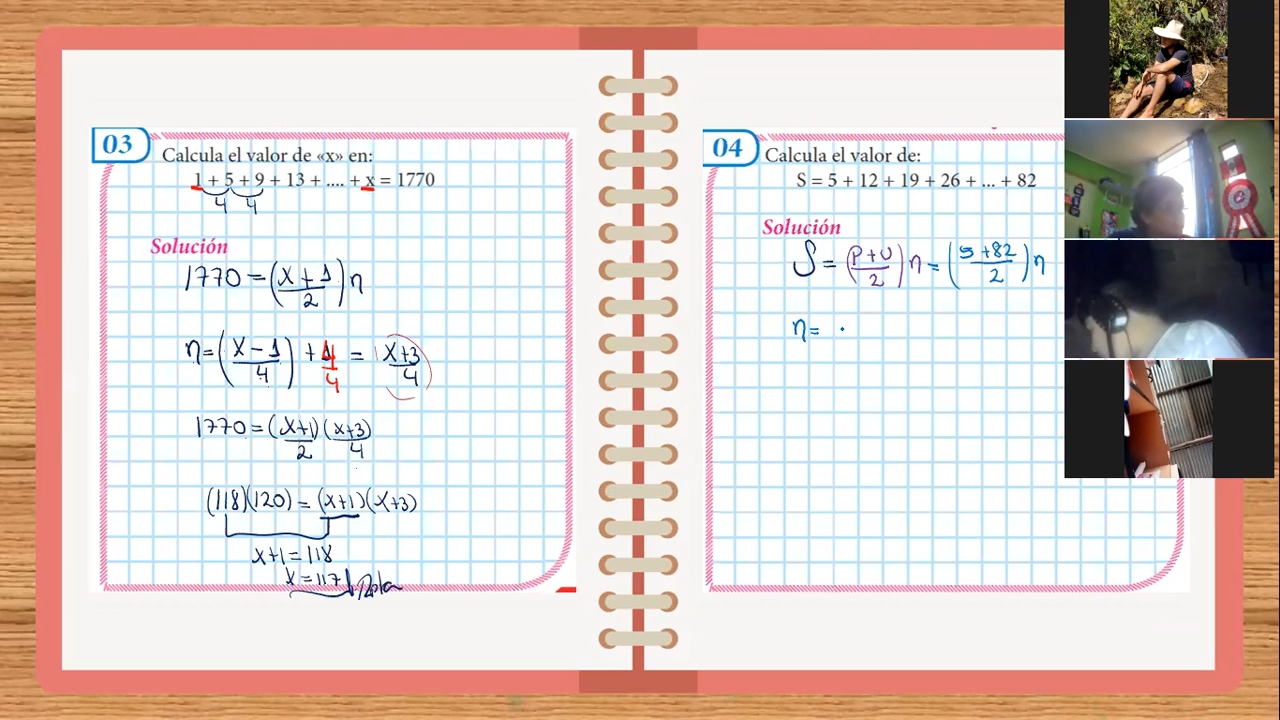 03
Calcula el valor de «x» en:
1 + 5 + 9 + 13 + .... + x = 1770
4 4
Solución
1770 = (x + 1 / 2) n
n = (x - 1 / 4) + 4/4 = x+3 / 4
1770 = (x+1 / 2) (x+3 / 4)
(118)(120) = (x+1)(x+3)
x+1 = 118
x = 117
04
Calcula el valor de:
S = 5 + 12 + 19 + 26 + ... + 82
Solución
S = (P + U / 2) n = (5 + 82 / 2) n
n =